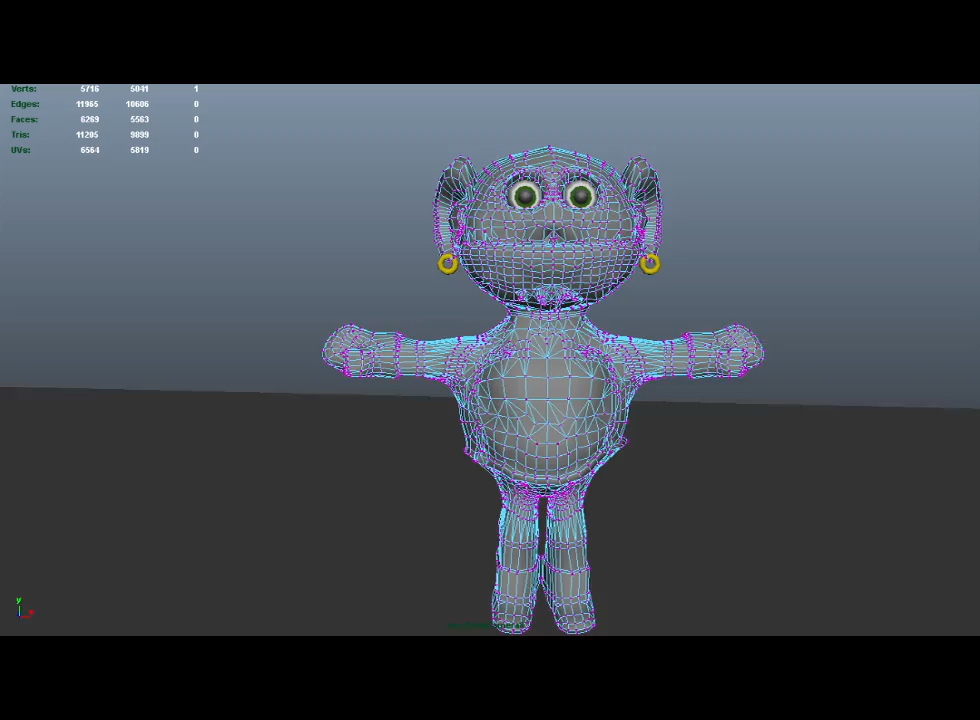 Verts: 5716 5041 1
Edges: 11965 10606 0
Faces: 6269 5563 0
Tris: 11205 9899 0
UVs: 6564 5819 0
y